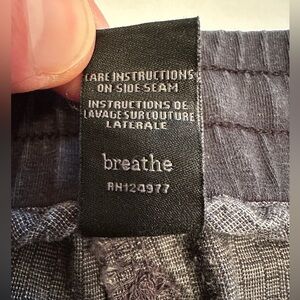 CARE INSTRUCTIONS
ON SIDE SEAM
INSTRUCTIONS DE
LAVAGE SUR COUTURE
LATERALE
breathe
RN124977